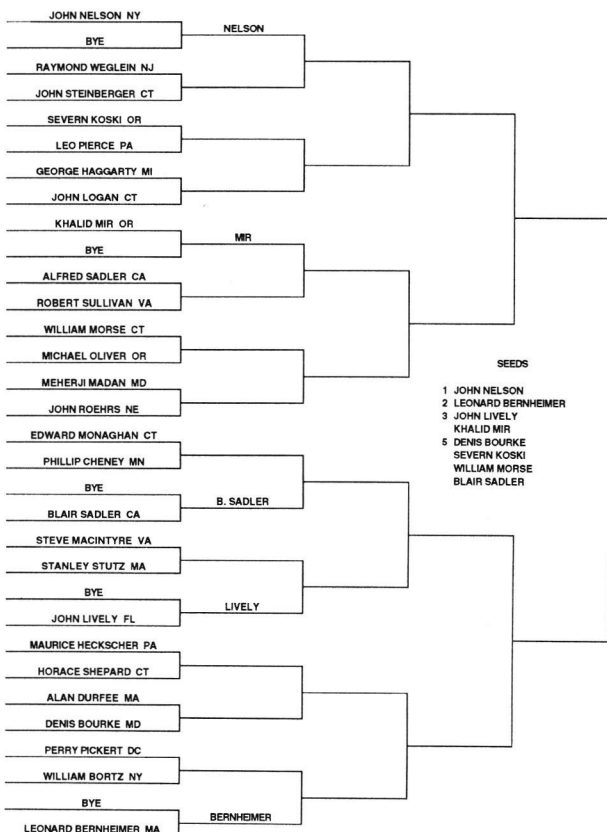 JOHN NELSON NY
NELSON
BYE
RAYMOND WEGLEIN NJ
JOHN STEINBERGER CT
SEVERN KOSKI OR
LEO PIERCE PA
GEORGE HAGGARTY MI
JOHN LOGAN CT
KHALID MIR OR
MIR
BYE
ALFRED SADLER CA
ROBERT SULLIVAN VA
WILLIAM MORSE CT
MICHAEL OLIVER OR
MEHERJI MADAN MD
JOHN ROEHRS NE
EDWARD MONAGHAN CT
PHILLIP CHENEY MN
BYE
B. SADLER
BLAIR SADLER CA
STEVE MACINTYRE VA
STANLEY STUTZ MA
BYE
LIVELY
JOHN LIVELY FL
MAURICE HECKSCHER PA
HORACE SHEPARD CT
ALAN DURFEE MA
DENIS BOURKE MD
PERRY PICKERT DC
WILLIAM BORTZ NY
BYE
BERNHEIMER
LEONARD BERNHEIMER MA
SEEDS
1 JOHN NELSON
2 LEONARD BERNHEIMER
3 JOHN LIVELY
KHALID MIR
5 DENIS BOURKE
SEVERN KOSKI
WILLIAM MORSE
BLAIR SADLER